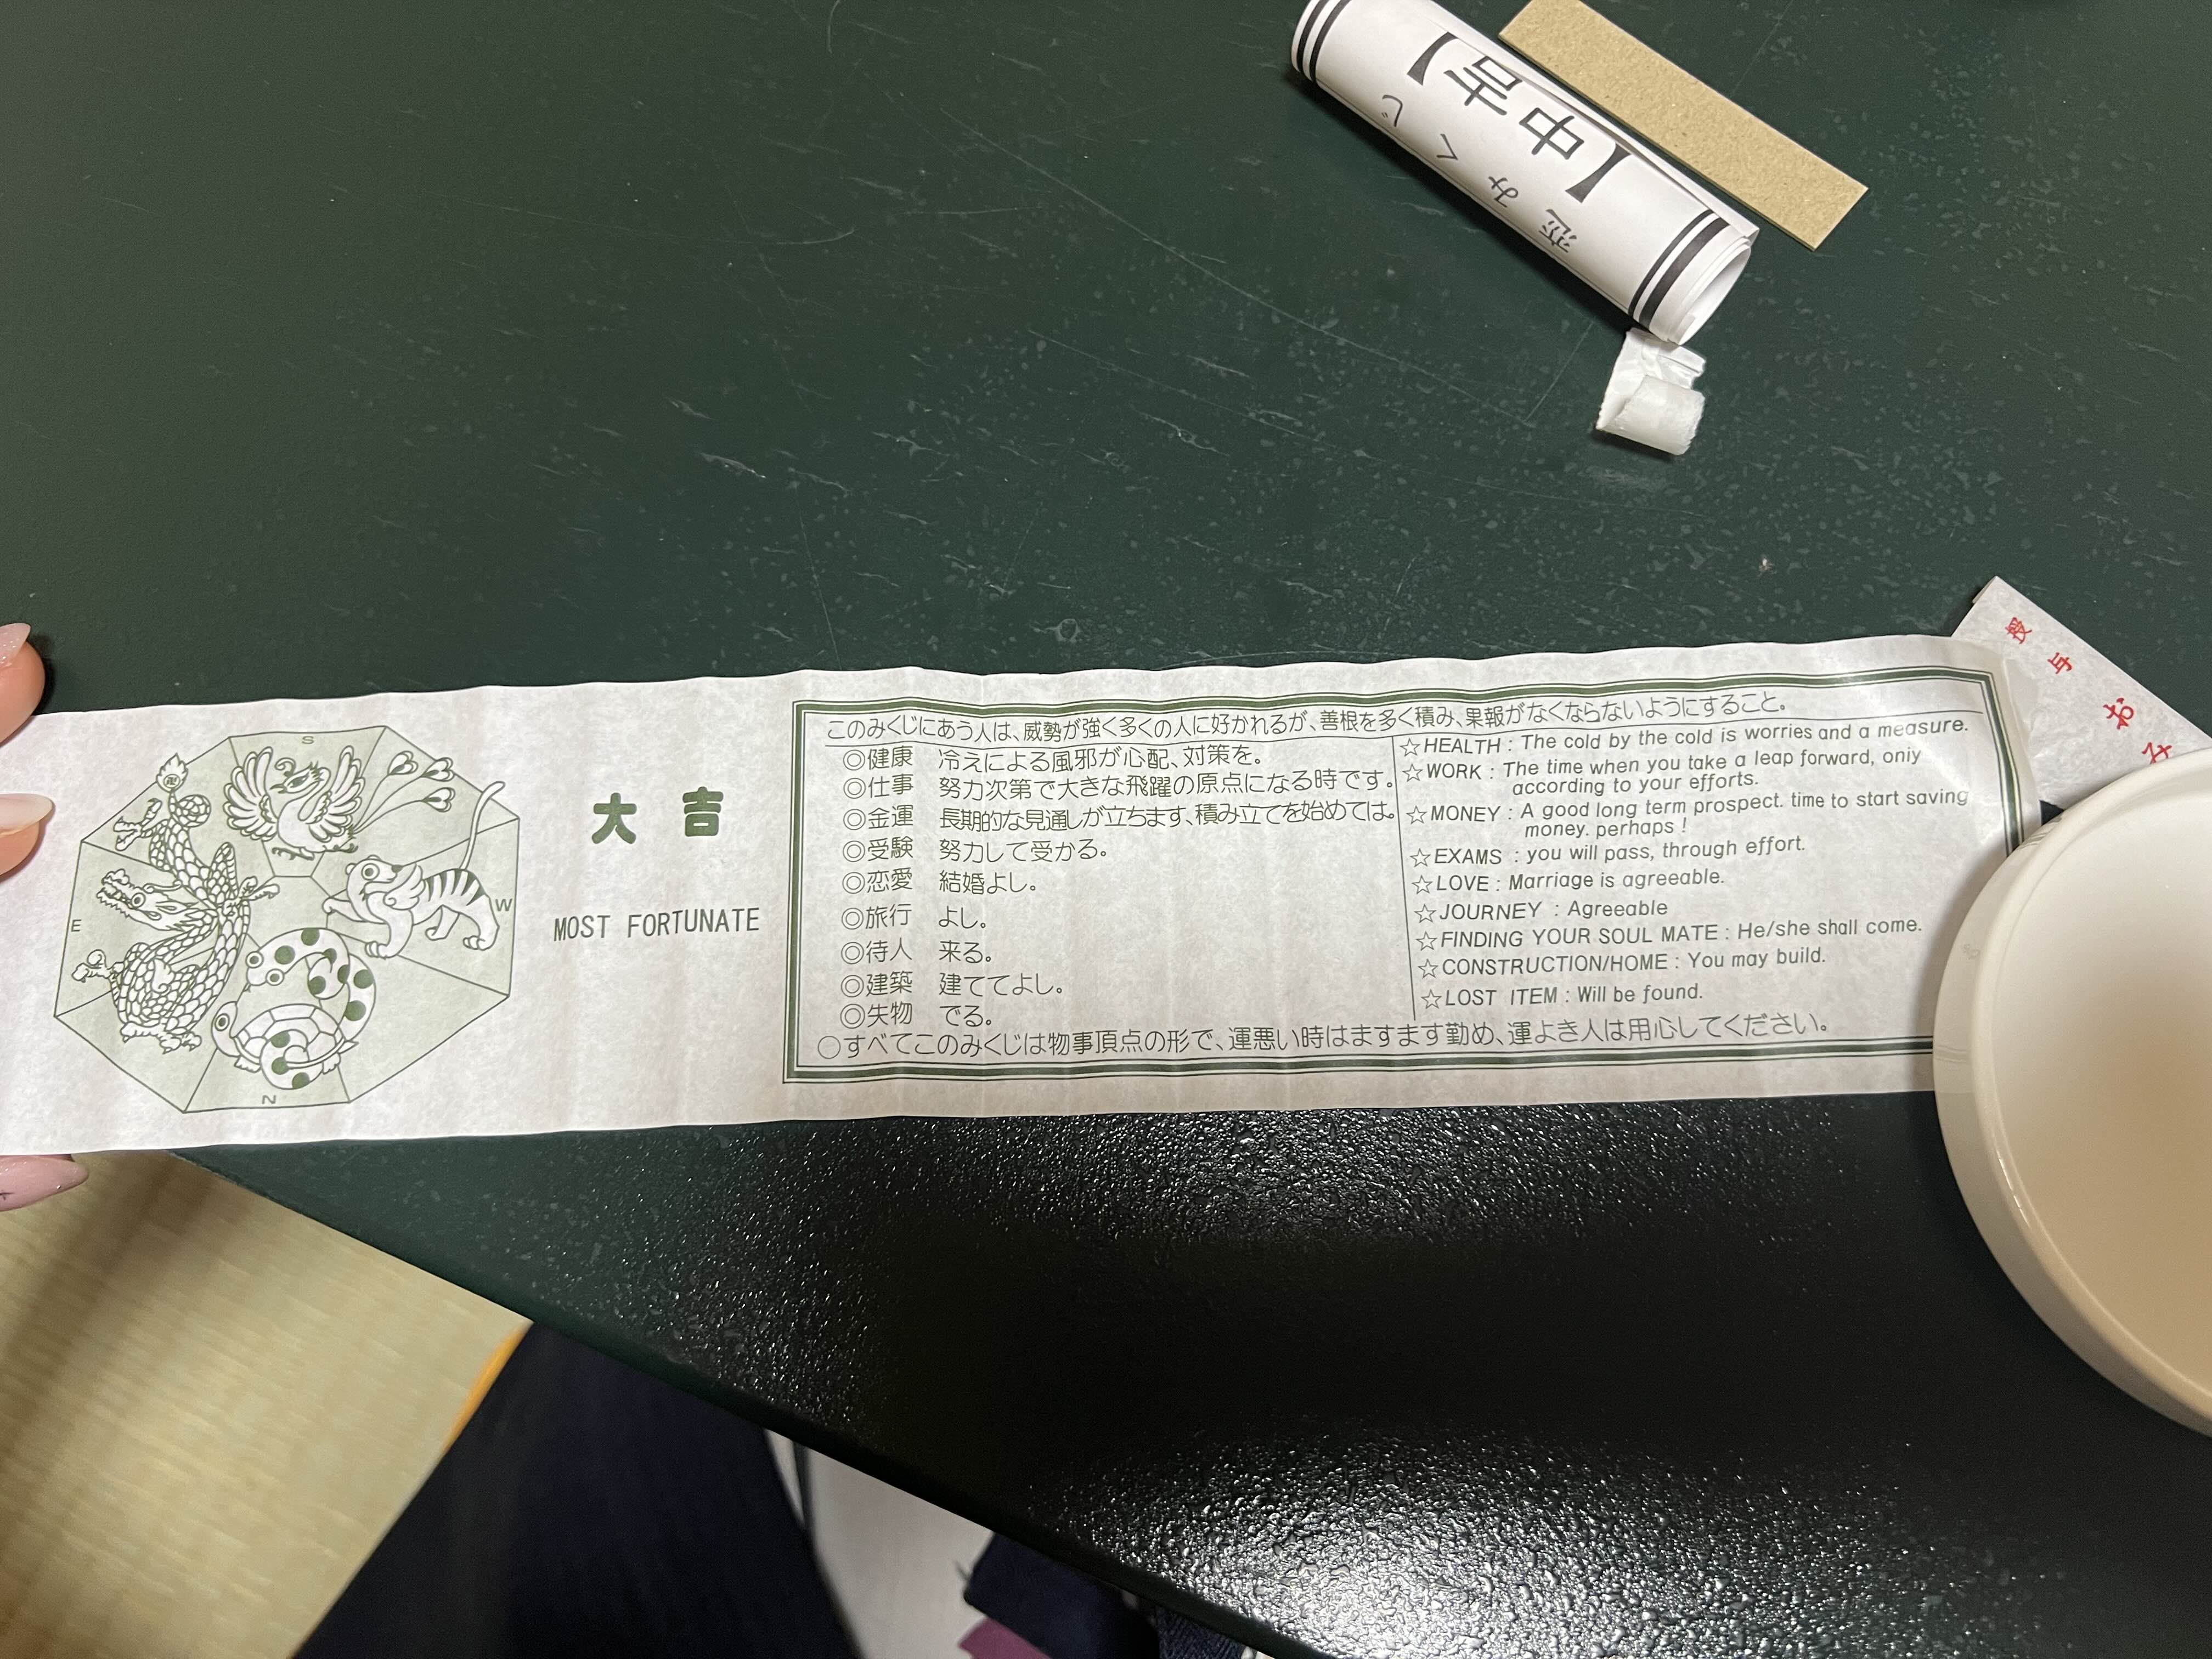 恋みくじ
【中吉】
授与 おみ
S
E
W
N
大吉
MOST FORTUNATE
このみくじにあう人は、威勢が強く多くの人に好かれるが、善根を多く積み、果報がなくならないようにすること。
◎健康 冷えによる風邪が心配、対策を。
◎仕事 努力次第で大きな飛躍の原点になる時です。
◎金運 長期的な見通しが立ちます、積み立てを始めては。
◎受験 努力して受かる。
◎恋愛 結婚よし。
◎旅行 よし。
◎待人 来る。
◎建築 建ててよし。
◎失物 でる。
☆HEALTH : The cold by the cold is worries and a measure.
☆WORK : The time when you take a leap forward, only
according to your efforts.
☆MONEY : A good long term prospect. time to start saving
money. perhaps !
☆EXAMS : you will pass, through effort.
☆LOVE : Marriage is agreeable.
☆JOURNEY : Agreeable
☆FINDING YOUR SOUL MATE : He/she shall come.
☆CONSTRUCTION/HOME : You may build.
☆LOST ITEM : Will be found.
○すべてこのみくじは物事頂点の形で、運悪い時はますます勤め、運よき人は用心してください。